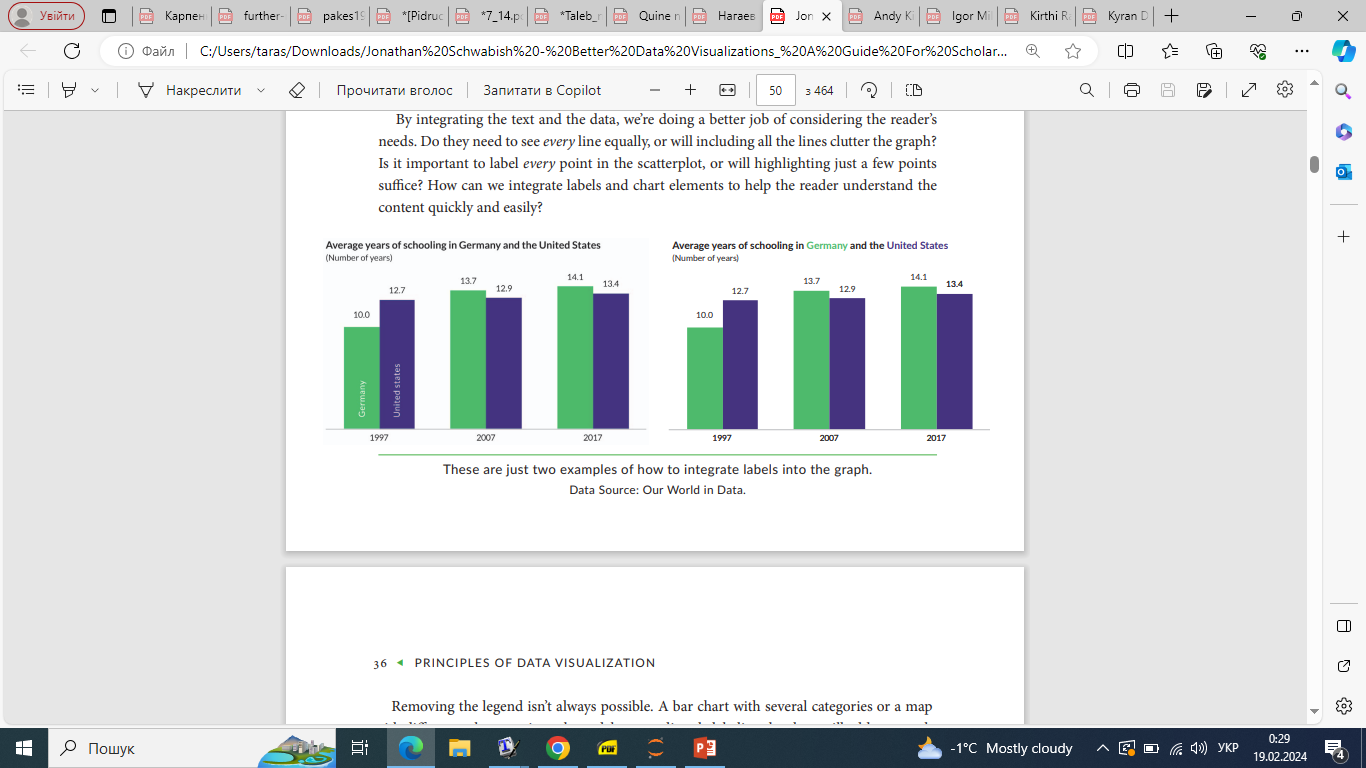 Увійти
Карпен
further-
pakes19
*[Pidruc
*7_14.p
*Taleb_r
Quine n
Нагаев
Jon
Andy Ki
Igor Mil
Kirthi R
Kyran D
Файл
C:/Users/taras/Downloads/Jonathan%20Schwabish%20-%20Better%20Data%20Visualizations_%20A%20Guide%20For%20Scholar...
Накреслити
Прочитати вголос
Запитати в Copilot
50
з 464
By integrating the text and the data, we’re doing a better job of considering the reader’s
needs. Do they need to see every line equally, or will including all the lines clutter the graph?
Is it important to label every point in the scatterplot, or will highlighting just a few points
suffice? How can we integrate labels and chart elements to help the reader understand the
content quickly and easily?
Average years of schooling in Germany and the United States
(Number of years)
10.0
12.7
13.7
12.9
14.1
13.4
Germany
United states
1997
2007
2017
Average years of schooling in Germany and the United States
(Number of years)
10.0
12.7
13.7
12.9
14.1
13.4
1997
2007
2017
These are just two examples of how to integrate labels into the graph.
Data Source: Our World in Data.
36 ◄ PRINCIPLES OF DATA VISUALIZATION
Removing the legend isn’t always possible. A bar chart with several categories or a map
Пошук
PDF
-1°C Mostly cloudy
УКР
0:29
19.02.2024
4